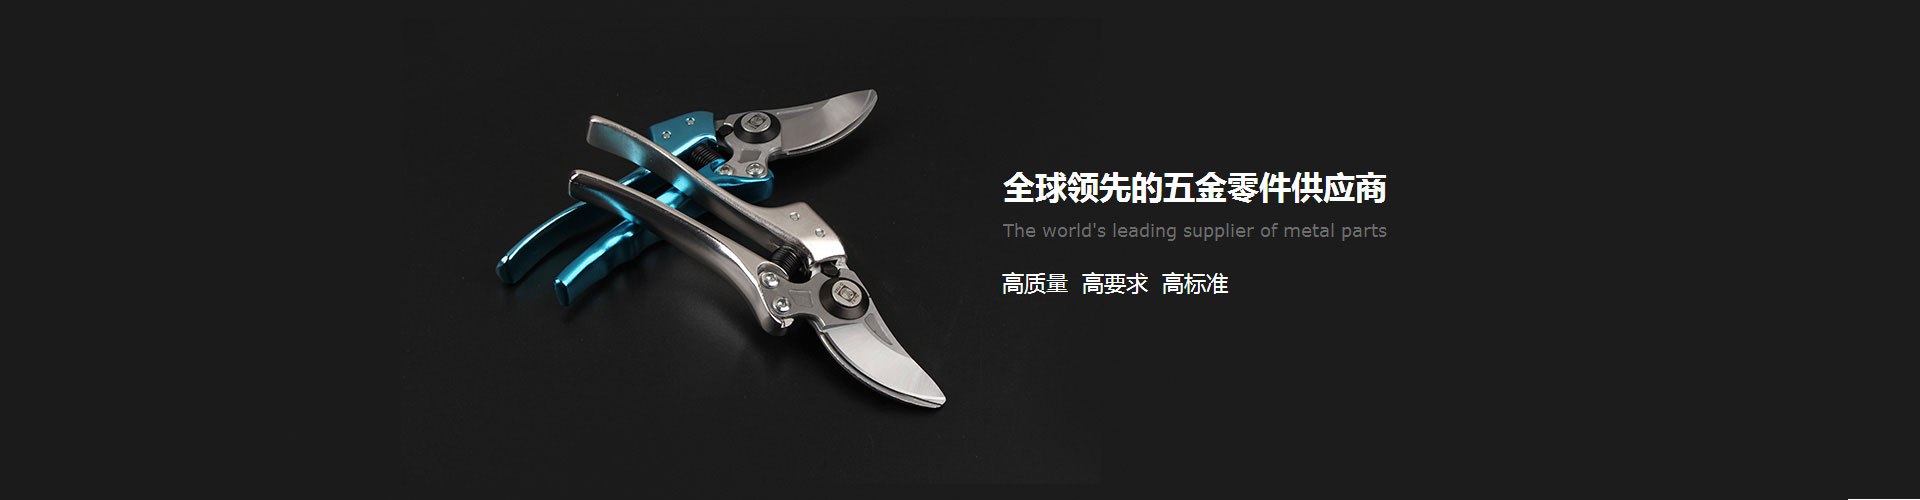 全球领先的五金零件供应商
The world's leading supplier of metal parts
高质量 高要求 高标准